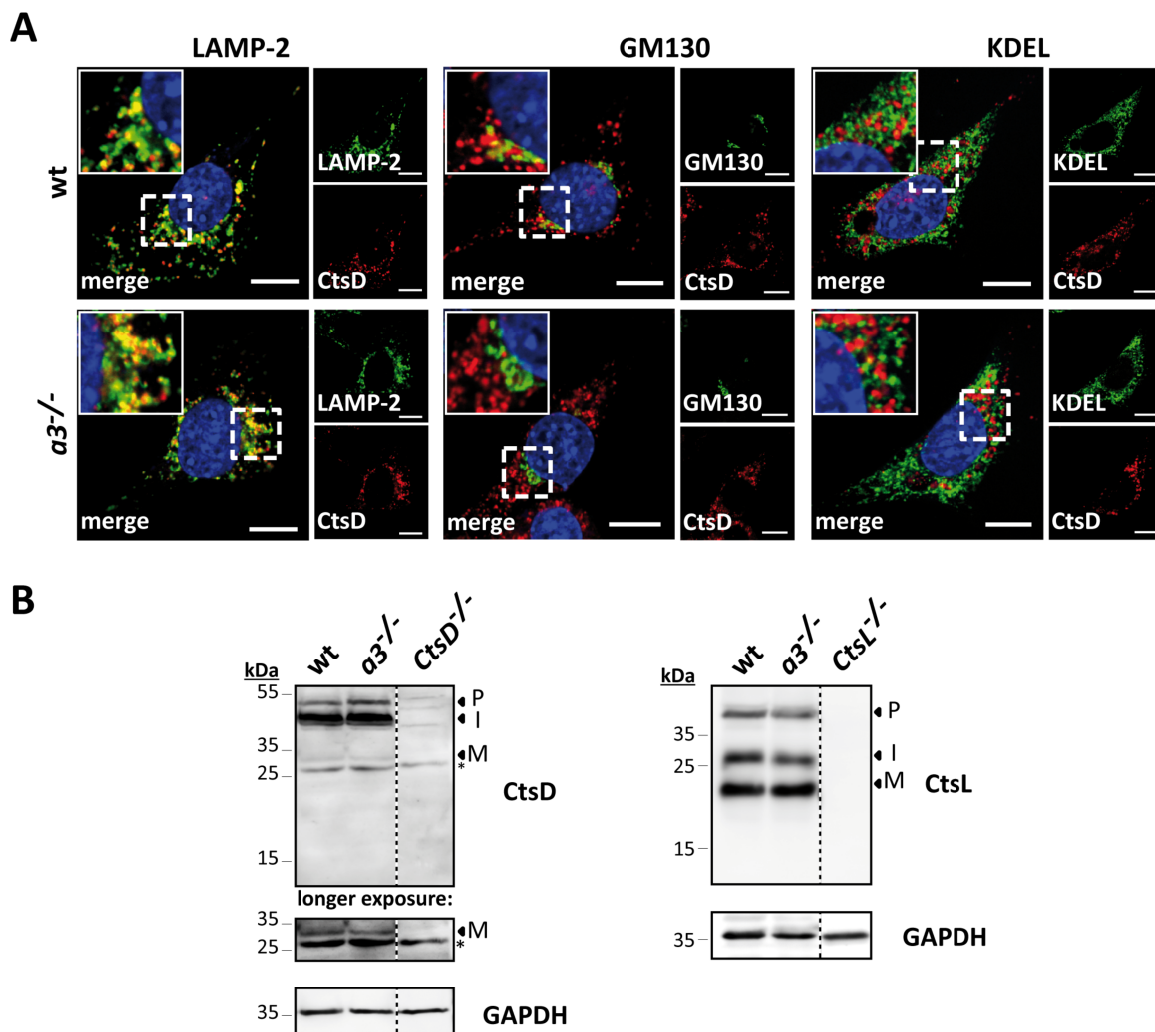 A
LAMP-2 GM130 KDEL
wt
merge LAMP-2 CtsD merge GM130 CtsD merge KDEL CtsD
a3-/-
merge LAMP-2 CtsD merge GM130 CtsD merge KDEL CtsD
B
kDa wt a3-/- CtsD-/-
55
P
I
35
M
25
*
CtsD
15
longer exposure:
35
M
25
*
35
GAPDH
kDa wt a3-/- CtsL-/-
P
35
I
25
M
CtsL
15
35
GAPDH